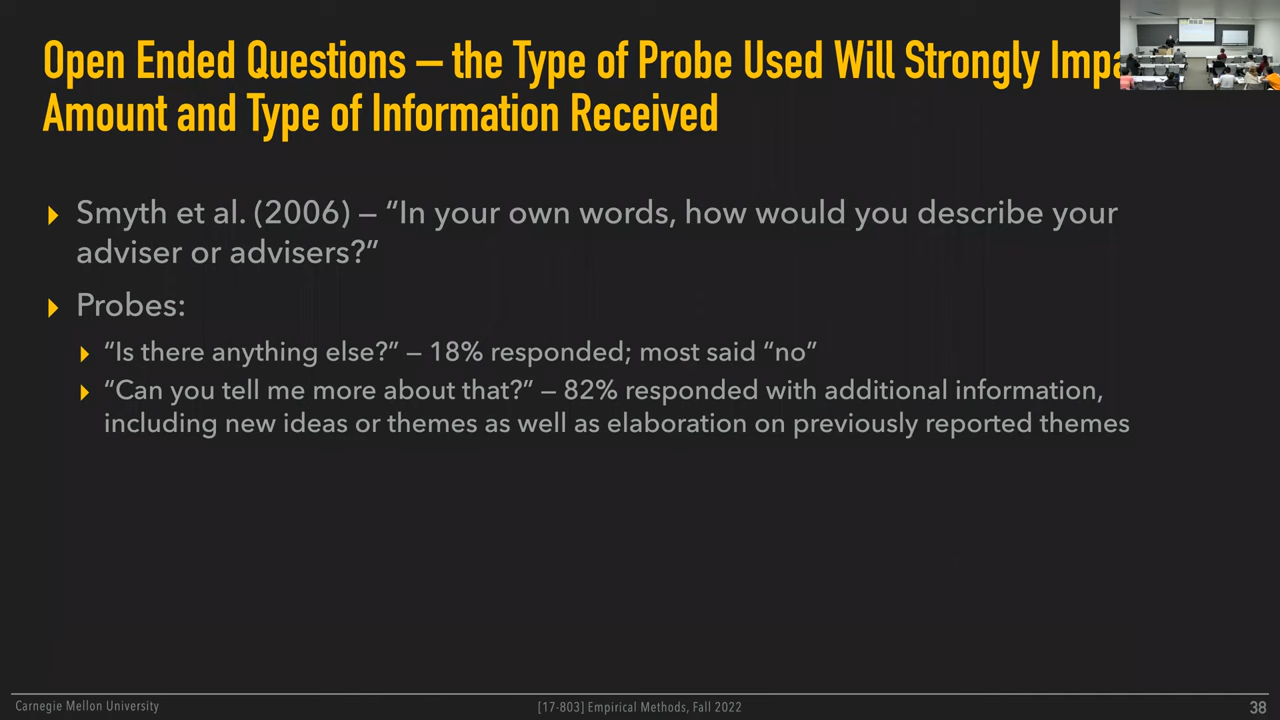 Open Ended Questions – the Type of Probe Used Will Strongly
Amount and Type of Information Received
Smyth et al. (2006) – “In your own words, how would you describe your
adviser or advisers?”
Probes:
“Is there anything else?” – 18% responded; most said “no”
“Can you tell me more about that?” – 82% responded with additional information,
including new ideas or themes as well as elaboration on previously reported themes
Carnegie Mellon University
[17-803] Empirical Methods, Fall 2022
38